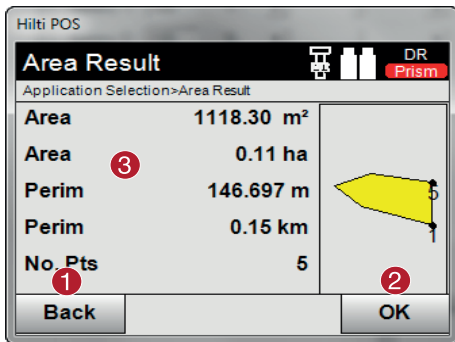 Hilti POS
Area Result
DR
Prism
Application Selection>Area Result
Area 1118.30 m²
Area 0.11 ha
3
Perim 146.697 m
Perim 0.15 km
No. Pts 5
5
1
1
2
Back
OK